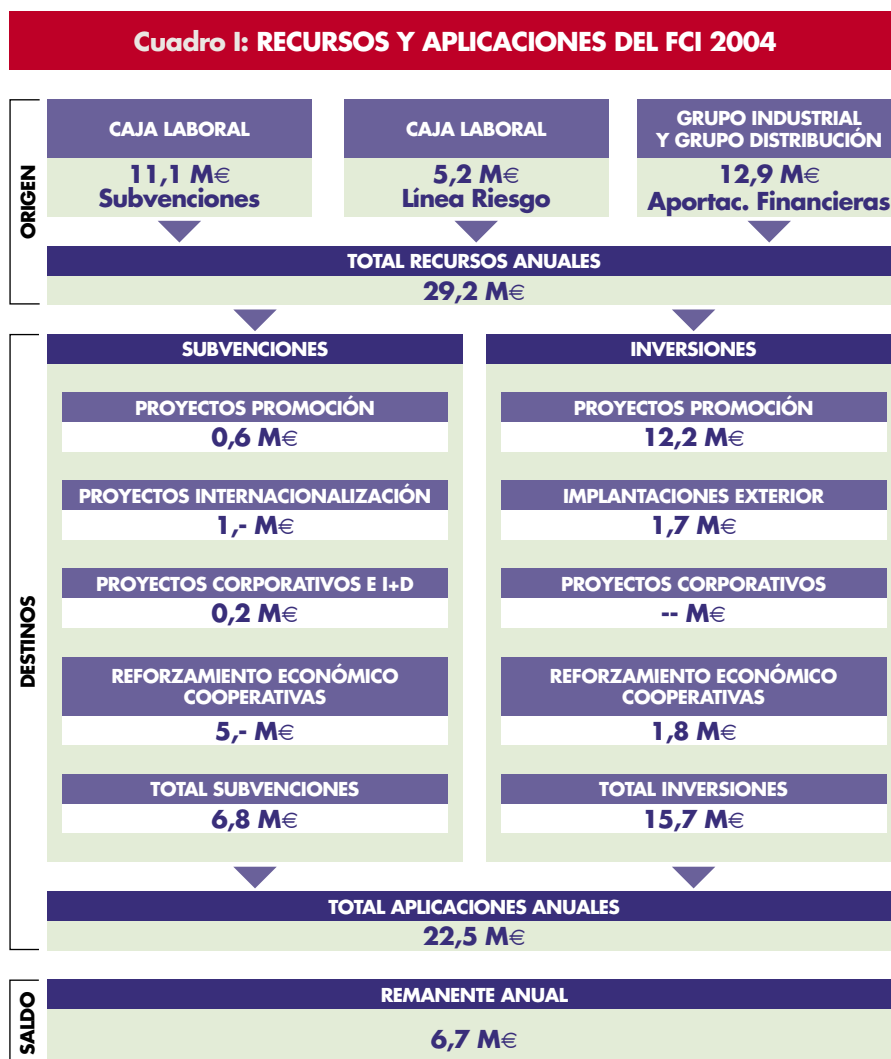 Cuadro I: RECURSOS Y APLICACIONES DEL FCI 2004
ORIGEN
CAJA LABORAL
11,1 M€
Subvenciones
CAJA LABORAL
5,2 M€
Línea Riesgo
GRUPO INDUSTRIAL
Y GRUPO DISTRIBUCIÓN
12,9 M€
Aportac. Financieras
TOTAL RECURSOS ANUALES
29,2 M€
DESTINOS
SUBVENCIONES
PROYECTOS PROMOCIÓN
0,6 M€
PROYECTOS INTERNACIONALIZACIÓN
1,- M€
PROYECTOS CORPORATIVOS E I+D
0,2 M€
REFORZAMIENTO ECONÓMICO
COOPERATIVAS
5,- M€
TOTAL SUBVENCIONES
6,8 M€
INVERSIONES
PROYECTOS PROMOCIÓN
12,2 M€
IMPLANTACIONES EXTERIOR
1,7 M€
PROYECTOS CORPORATIVOS
-- M€
REFORZAMIENTO ECONÓMICO
COOPERATIVAS
1,8 M€
TOTAL INVERSIONES
15,7 M€
TOTAL APLICACIONES ANUALES
22,5 M€
SALDO
REMANENTE ANUAL
6,7 M€